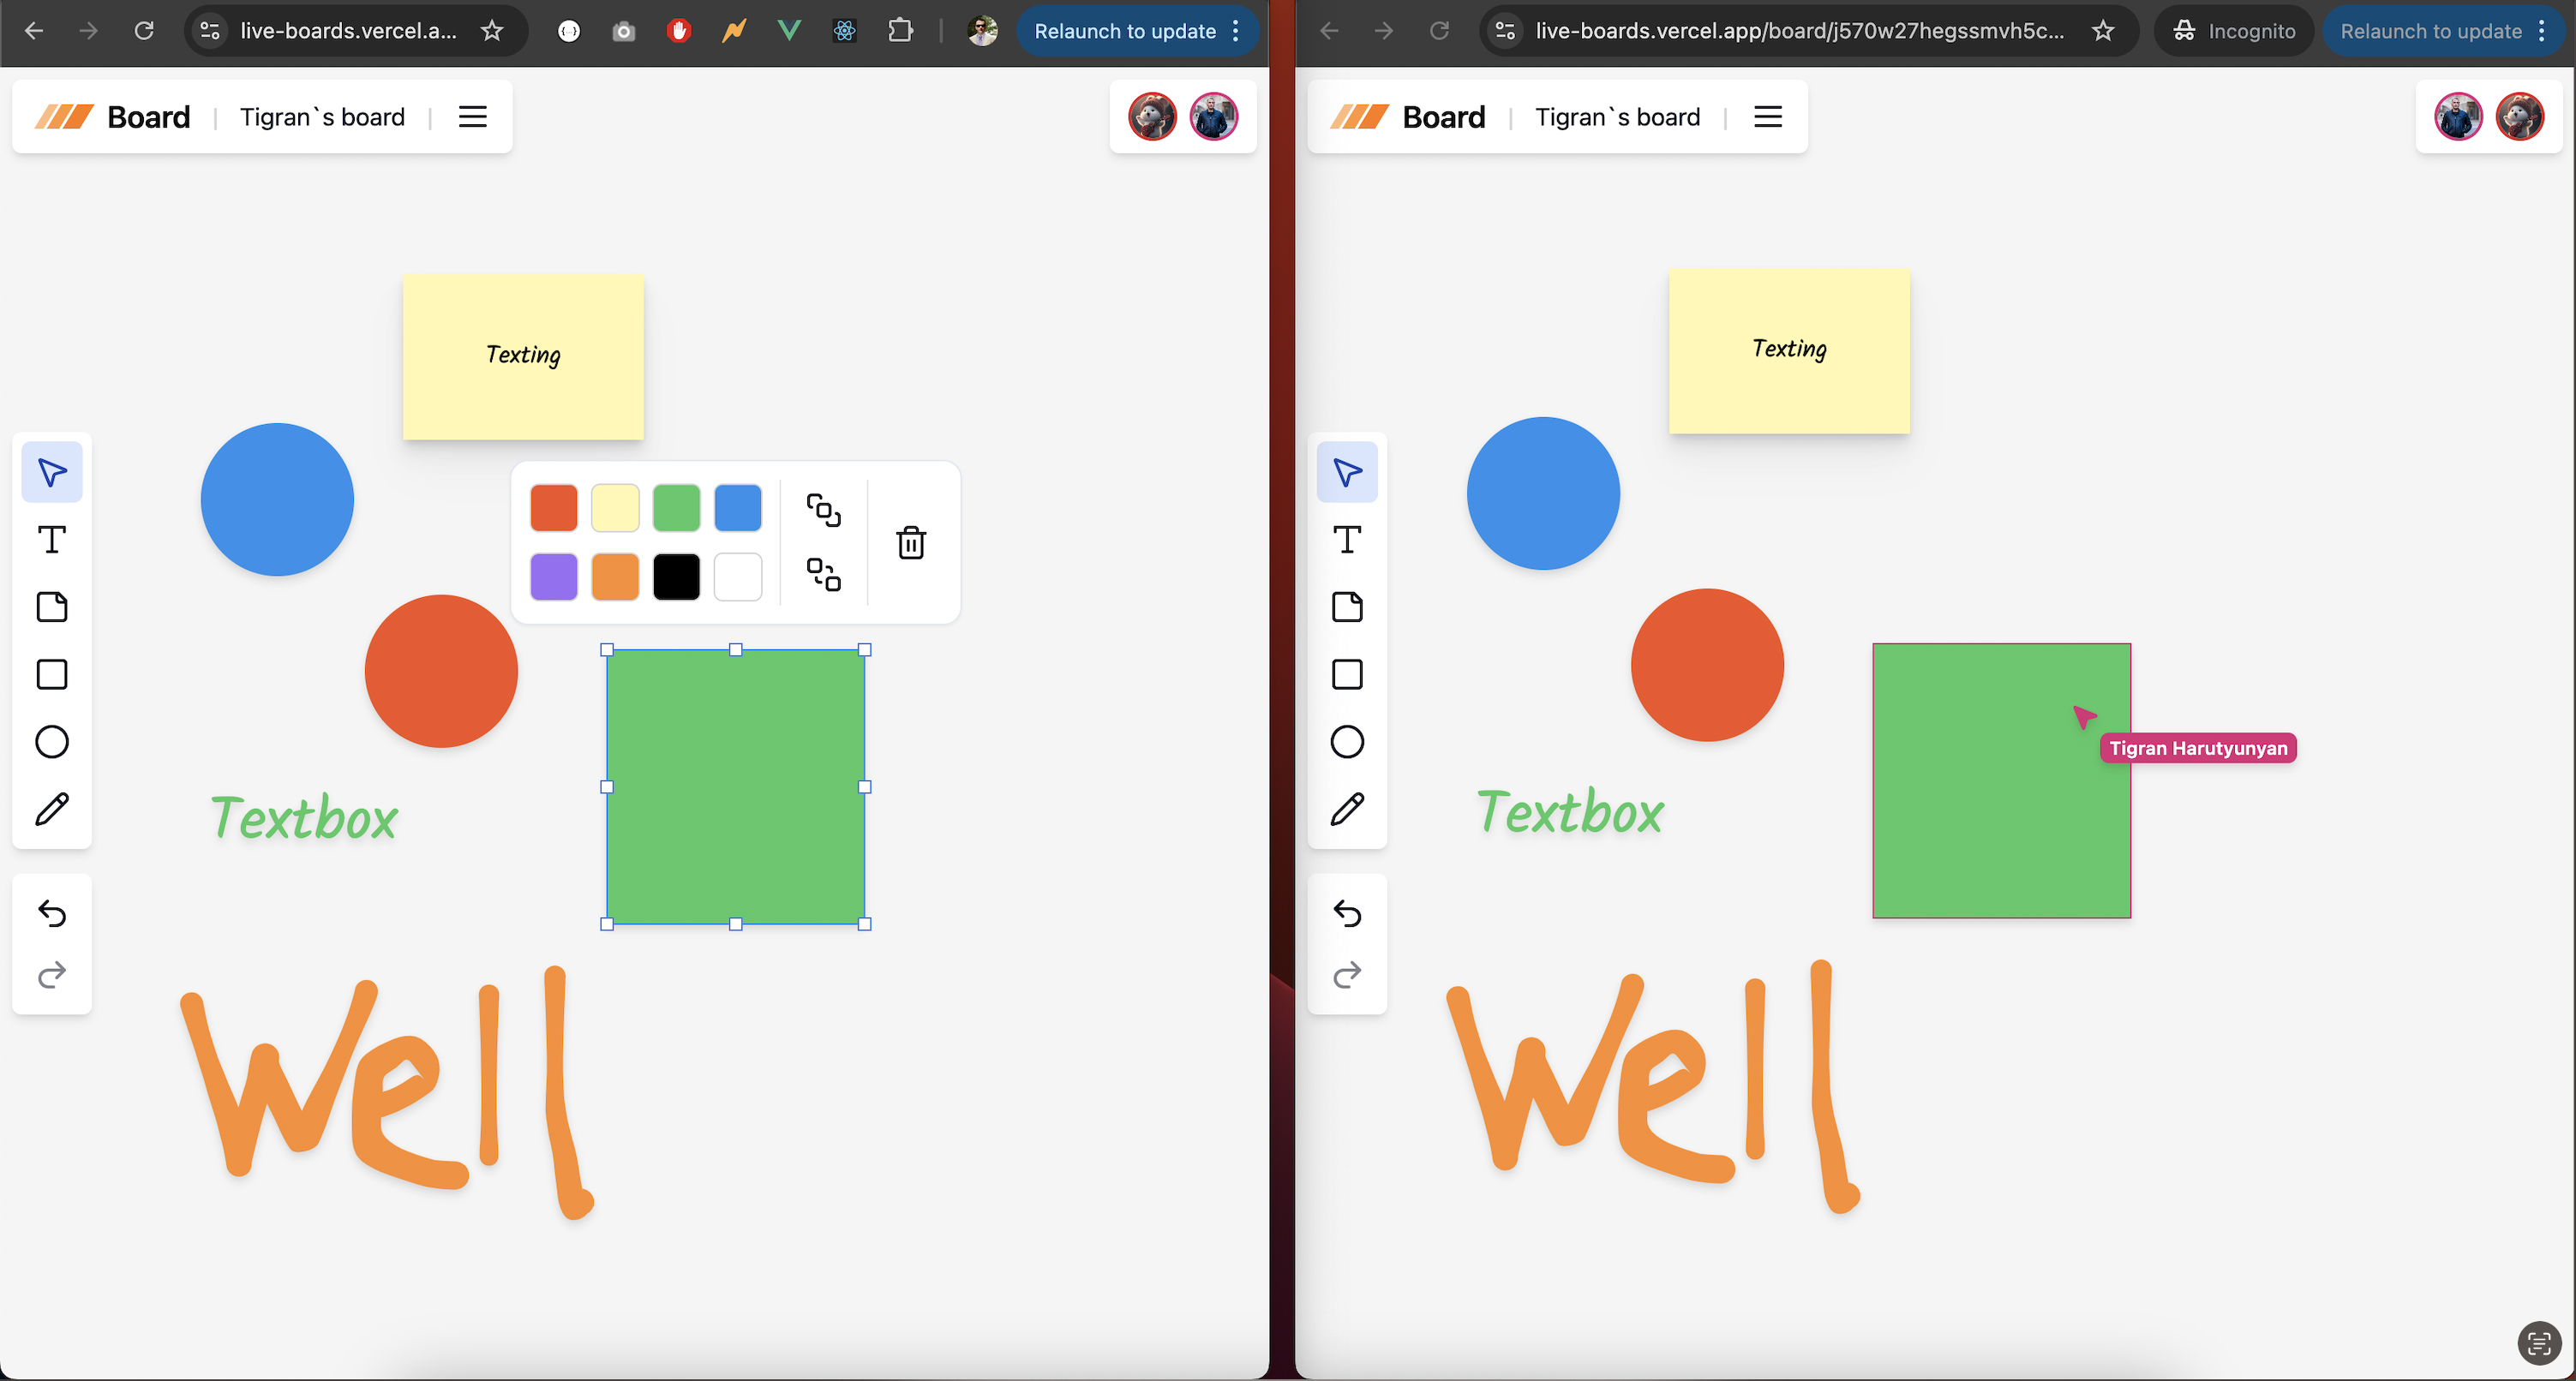 live-boards.vercel.a...
Relaunch to update
Board | Tigran`s board |
Texting
Textbox
Well
live-boards.vercel.app/board/j570w27hegssmvh5c...
Incognito
Relaunch to update
Board | Tigran`s board |
Texting
Tigran Harutyunyan
Textbox
Well